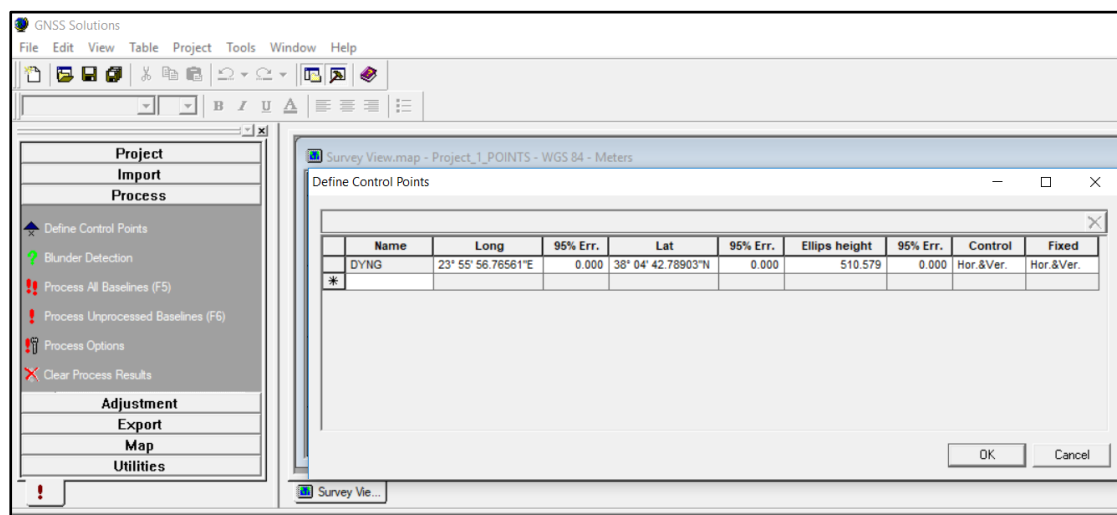 GNSS Solutions
File Edit View Table Project Tools Window Help
B I U A
Project
Import
Process
Define Control Points
Blunder Detection
Process All Baselines (F5)
Process Unprocessed Baselines (F6)
Process Options
Clear Process Results
Adjustment
Export
Map
Utilities
Survey View.map - Project_1_POINTS - WGS 84 - Meters
Define Control Points
Name Long 95% Err. Lat 95% Err. Ellips height 95% Err. Control Fixed
DYNG 23° 55' 56.76561"E 0.000 38° 04' 42.78903"N 0.000 510.579 0.000 Hor.&Ver. Hor.&Ver.
OK Cancel
Survey Vie...